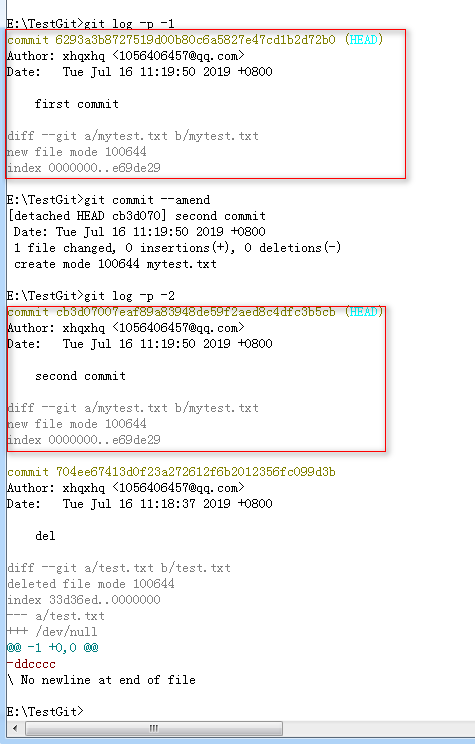 E:\TestGit>git log -p -1
commit 6293a3b8727519d00b80c6a5827e47cd1b2d72b0 (HEAD)
Author: xhqxhq <1056406457@qq.com>
Date:   Tue Jul 16 11:19:50 2019 +0800
    first commit
diff --git a/mytest.txt b/mytest.txt
new file mode 100644
index 0000000..e69de29
E:\TestGit>git commit --amend
[detached HEAD cb3d070] second commit
 Date: Tue Jul 16 11:19:50 2019 +0800
 1 file changed, 0 insertions(+), 0 deletions(-)
 create mode 100644 mytest.txt
E:\TestGit>git log -p -2
commit cb3d07007eaf89a83948de59f2aed8c4dfc3b5cb (HEAD)
Author: xhqxhq <1056406457@qq.com>
Date:   Tue Jul 16 11:19:50 2019 +0800
    second commit
diff --git a/mytest.txt b/mytest.txt
new file mode 100644
index 0000000..e69de29
commit 704ee67413d0f23a272612f6b2012356fc099d3b
Author: xhqxhq <1056406457@qq.com>
Date:   Tue Jul 16 11:18:37 2019 +0800
    del
diff --git a/test.txt b/test.txt
deleted file mode 100644
index 33d36ed..0000000
--- a/test.txt
+++ /dev/null
@@ -1 +0,0 @@
-ddcccc
\ No newline at end of file
E:\TestGit>